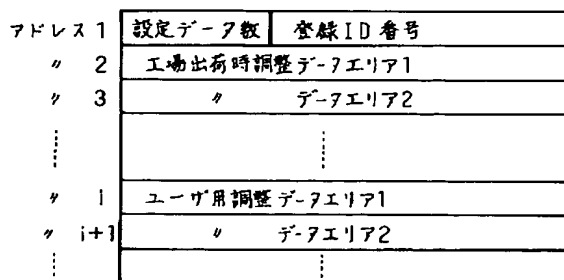 アドレス 1 設定データ数 登録ID番号
〃 2 工場出荷時調整データエリア1
〃 3 〃 データエリア2
〃 i ユーザ用調整データエリア1
〃 i+1 〃 データエリア2